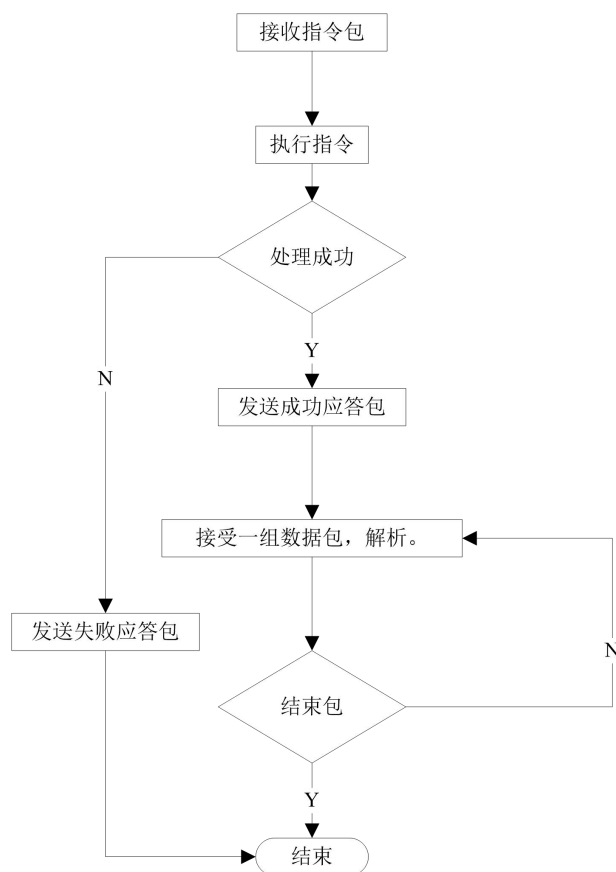 接收指令包
执行指令
处理成功
Y
N
发送成功应答包
接受一组数据包，解析。
发送失败应答包
N
结束包
Y
结束